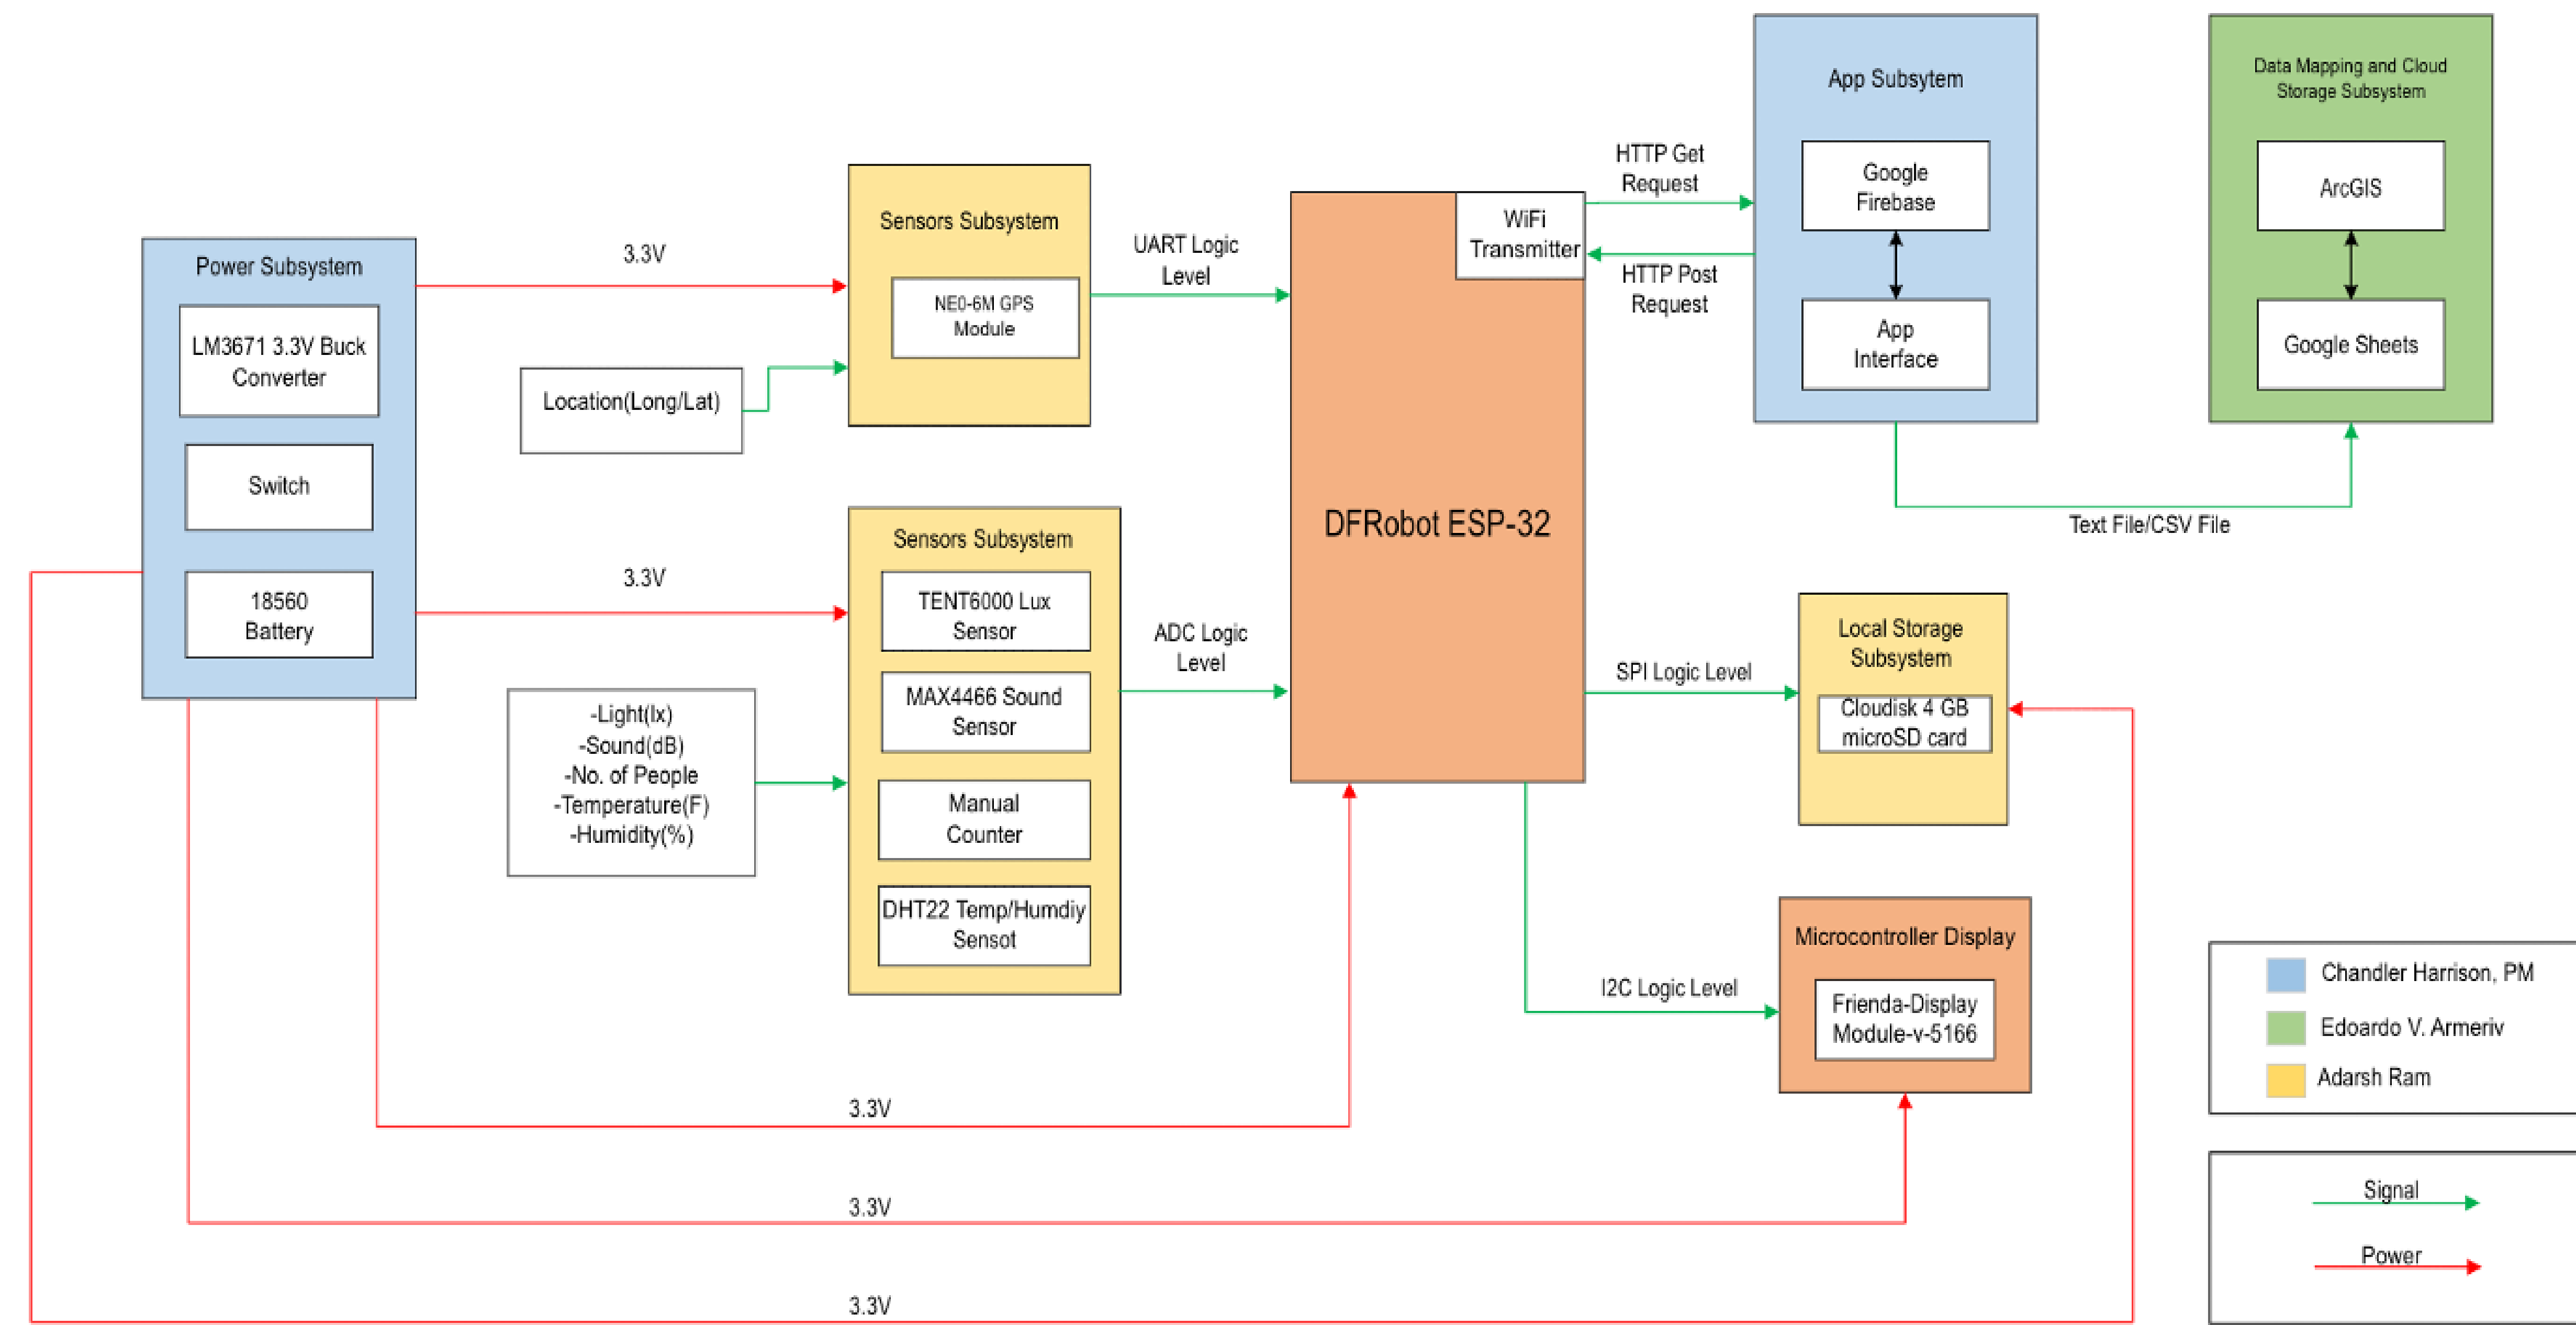 Power Subsystem
LM3671 3.3V Buck
Converter
Switch
18560
Battery
3.3V
Location(Long/Lat)
3.3V
-Light(lx)
-Sound(dB)
-No. of People
-Temperature(F)
-Humidity(%)
Sensors Subsystem
NE0-6M GPS
Module
Sensors Subsystem
TENT6000 Lux
Sensor
MAX4466 Sound
Sensor
Manual
Counter
DHT22 Temp/Humdiy
Sensot
UART Logic
Level
ADC Logic
Level
DFRobot ESP-32
WiFi
Transmitter
HTTP Get
Request
HTTP Post
Request
App Subsytem
Google
Firebase
App
Interface
Data Mapping and Cloud
Storage Subsystem
ArcGIS
Google Sheets
Text File/CSV File
SPI Logic Level
Local Storage
Subsystem
Cloudisk 4 GB
microSD card
I2C Logic Level
Microcontroller Display
Frienda-Display
Module-v-5166
3.3V
3.3V
3.3V
Chandler Harrison, PM
Edoardo V. Armeriv
Adarsh Ram
Signal
Power